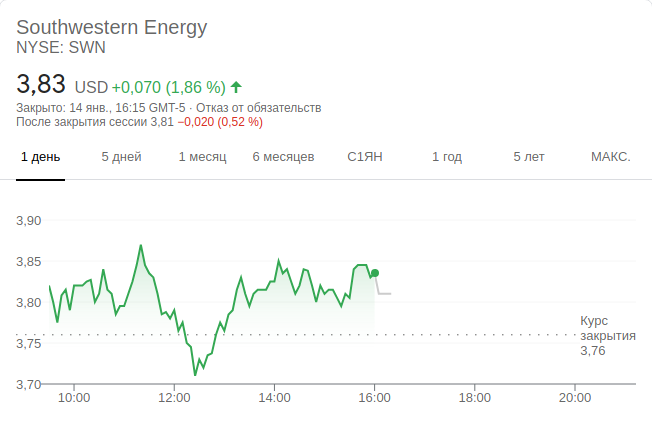 Southwestern Energy
NYSE: SWN
3,83 USD +0,070 (1,86 %)
Закрыто: 14 янв., 16:15 GMT-5 · Отказ от обязательств
После закрытия сессии 3,81 −0,020 (0,52 %)
1 день 5 дней 1 месяц 6 месяцев С1ЯН 1 год 5 лет МАКС.
3,90
3,85
3,80
3,75
3,70
Курс
закрытия
3,76
10:00 12:00 14:00 16:00 18:00 20:00